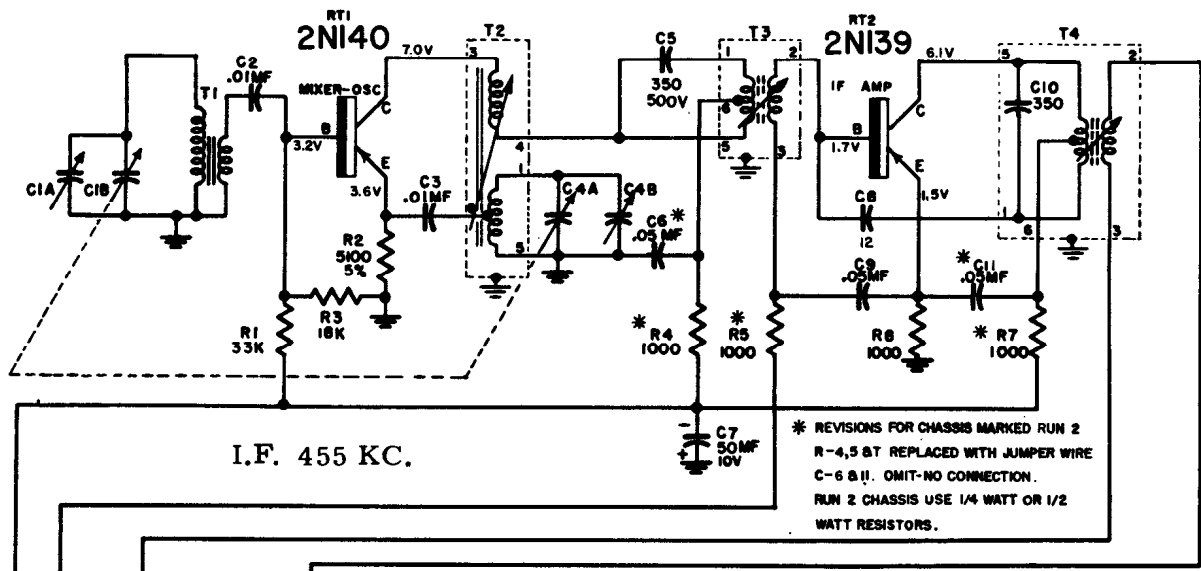 RT1
2N140
T2
C5
T3
RT2
2N139
T4
7.0V
3
1
2
6.1V
5
2
C2
.01MF
T1
MIXER-OSC
C
350
500V
IF AMP
C
C10
350
B
3.2V
6
B
1.7V
E
4
5
3
E
C1A
C1B
3.6V
C3
.01MF
1
C4A
C4B
C6 *
.05MF
1.5V
C8
12
1
6
3
R2
5100
5%
5
C9
.05MF
* C11
.05MF
R3
18K
R1
33K
* R4
1000
* R5
1000
R6
1000
* R7
1000
I.F. 455 KC.
-
C7
50MF
+
10V
* REVISIONS FOR CHASSIS MARKED RUN 2
R-4,5 &7 REPLACED WITH JUMPER WIRE
C-6 & 11. OMIT-NO CONNECTION.
RUN 2 CHASSIS USE 1/4 WATT OR 1/2
WATT RESISTORS.